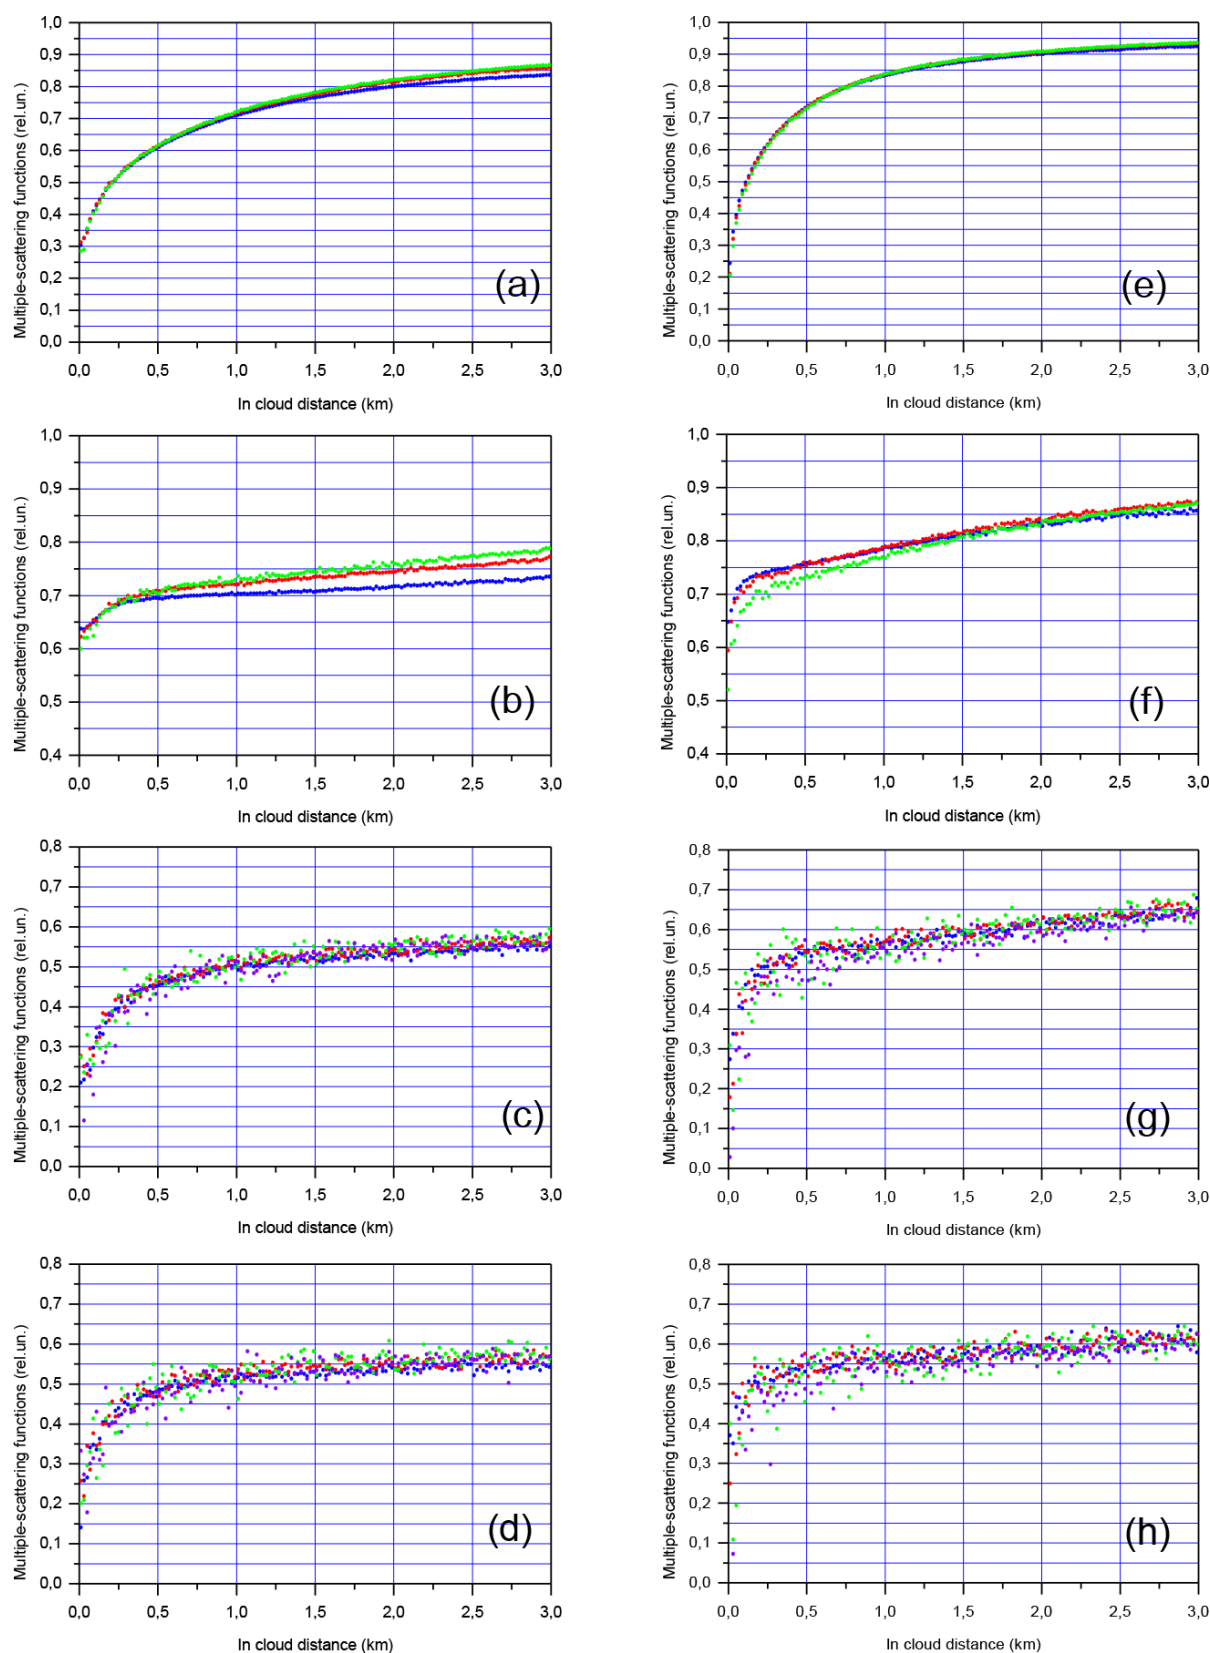 Multiple-scattering functions (rel.un.)
1,0
0,9
0,8
0,7
0,6
0,5
0,4
0,3
0,2
0,1
0,0
(a)
0,0 0,5 1,0 1,5 2,0 2,5 3,0
In cloud distance (km)
Multiple-scattering functions (rel.un.)
1,0
0,9
0,8
0,7
0,6
0,5
0,4
0,3
0,2
0,1
0,0
(e)
0,0 0,5 1,0 1,5 2,0 2,5 3,0
In cloud distance (km)
Multiple-scattering functions (rel.un.)
1,0
0,9
0,8
0,7
0,6
0,5
0,4
(b)
0,0 0,5 1,0 1,5 2,0 2,5 3,0
In cloud distance (km)
Multiple-scattering functions (rel.un.)
1,0
0,9
0,8
0,7
0,6
0,5
0,4
(f)
0,0 0,5 1,0 1,5 2,0 2,5 3,0
In cloud distance (km)
Multiple-scattering functions (rel.un.)
0,8
0,7
0,6
0,5
0,4
0,3
0,2
0,1
0,0
(c)
0,0 0,5 1,0 1,5 2,0 2,5 3,0
In cloud distance (km)
Multiple-scattering functions (rel.un.)
0,8
0,7
0,6
0,5
0,4
0,3
0,2
0,1
0,0
(g)
0,0 0,5 1,0 1,5 2,0 2,5 3,0
In cloud distance (km)
Multiple-scattering functions (rel.un.)
0,8
0,7
0,6
0,5
0,4
0,3
0,2
0,1
0,0
(d)
0,0 0,5 1,0 1,5 2,0 2,5 3,0
In cloud distance (km)
Multiple-scattering functions (rel.un.)
0,8
0,7
0,6
0,5
0,4
0,3
0,2
0,1
0,0
(h)
0,0 0,5 1,0 1,5 2,0 2,5 3,0
In cloud distance (km)